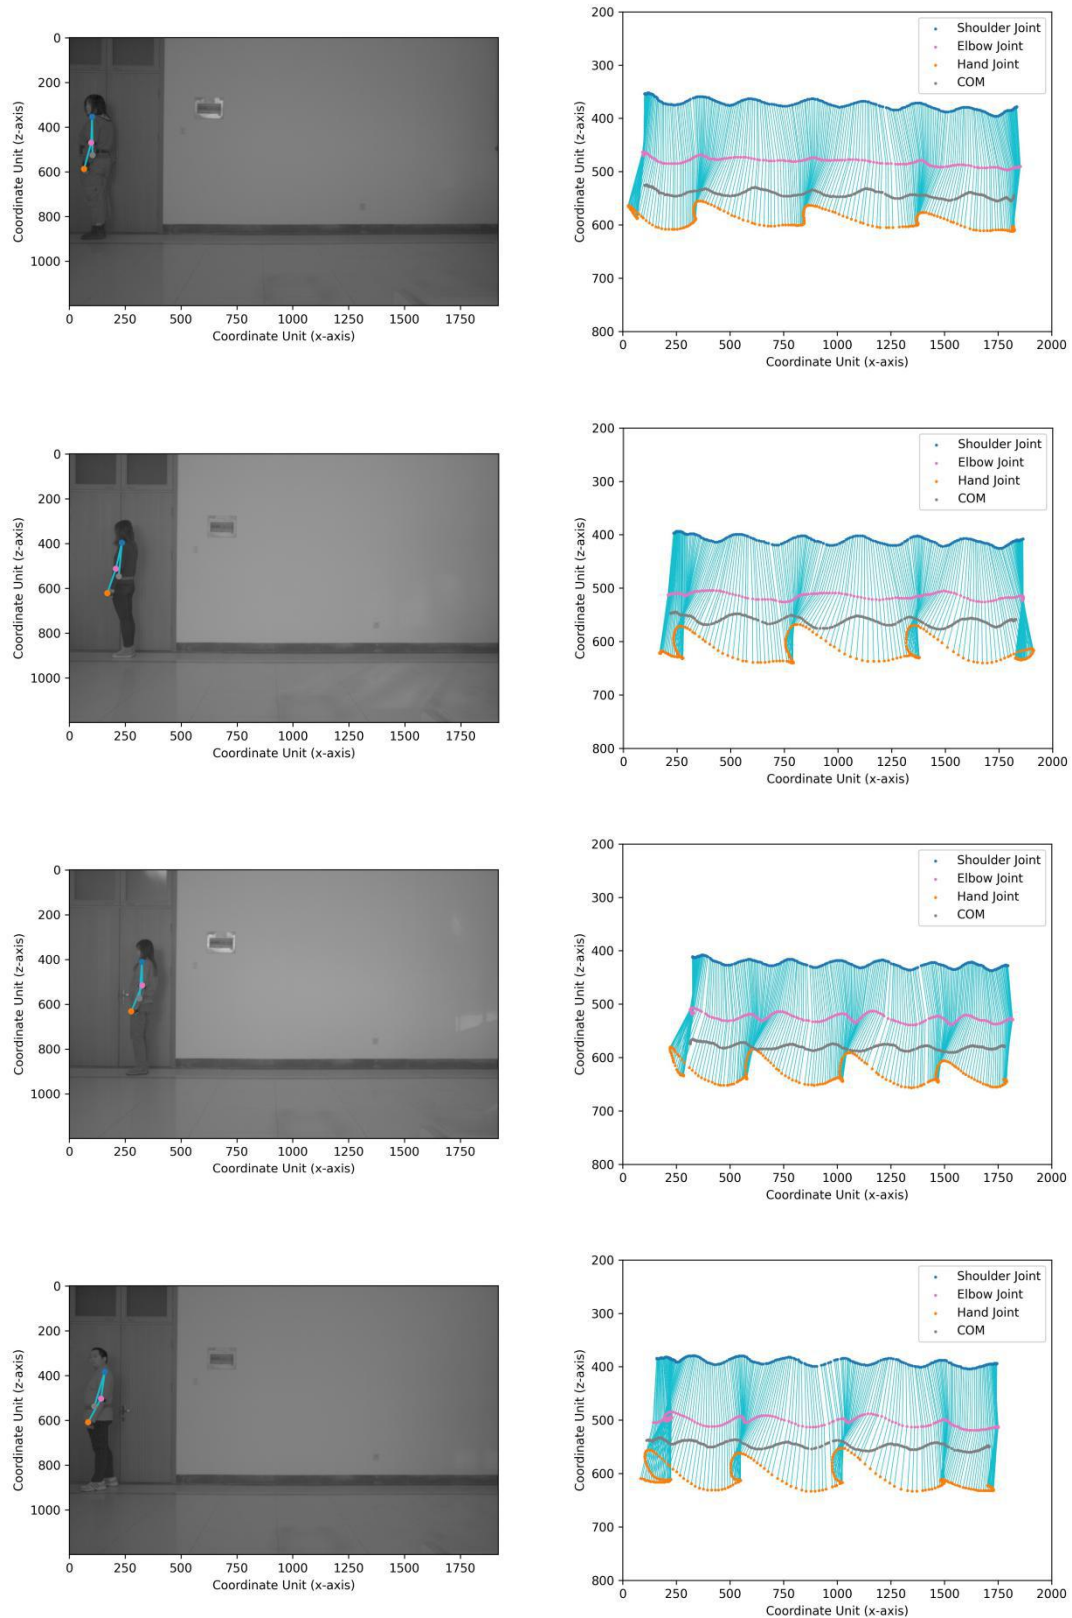 Coordinate Unit (z-axis)
0
200
400
600
800
1000
0 250 500 750 1000 1250 1500 1750
Coordinate Unit (x-axis)
Coordinate Unit (z-axis)
200
300
400
500
600
700
800
Shoulder Joint
Elbow Joint
Hand Joint
COM
0 250 500 750 1000 1250 1500 1750 2000
Coordinate Unit (x-axis)
Coordinate Unit (z-axis)
0
200
400
600
800
1000
0 250 500 750 1000 1250 1500 1750
Coordinate Unit (x-axis)
Coordinate Unit (z-axis)
200
300
400
500
600
700
800
Shoulder Joint
Elbow Joint
Hand Joint
COM
0 250 500 750 1000 1250 1500 1750 2000
Coordinate Unit (x-axis)
Coordinate Unit (z-axis)
0
200
400
600
800
1000
0 250 500 750 1000 1250 1500 1750
Coordinate Unit (x-axis)
Coordinate Unit (z-axis)
200
300
400
500
600
700
800
Shoulder Joint
Elbow Joint
Hand Joint
COM
0 250 500 750 1000 1250 1500 1750 2000
Coordinate Unit (x-axis)
Coordinate Unit (z-axis)
0
200
400
600
800
1000
0 250 500 750 1000 1250 1500 1750
Coordinate Unit (x-axis)
Coordinate Unit (z-axis)
200
300
400
500
600
700
800
Shoulder Joint
Elbow Joint
Hand Joint
COM
0 250 500 750 1000 1250 1500 1750 2000
Coordinate Unit (x-axis)